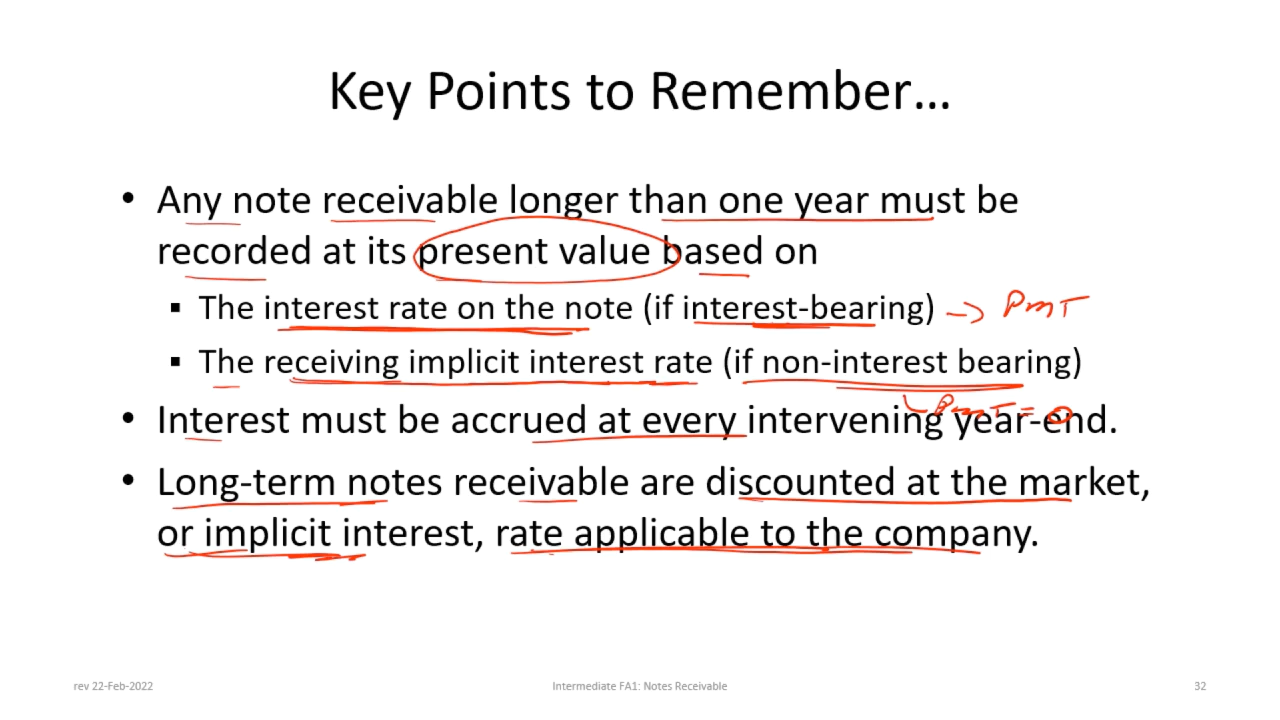 Key Points to Remember…
• Any note receivable longer than one year must be
recorded at its present value based on
▪ The interest rate on the note (if interest-bearing) → PmT
▪ The receiving implicit interest rate (if non-interest bearing)
↳ PmT = 0
• Interest must be accrued at every intervening year-end.
• Long-term notes receivable are discounted at the market,
or implicit interest, rate applicable to the company.
rev 22-Feb-2022
Intermediate FA1: Notes Receivable
32